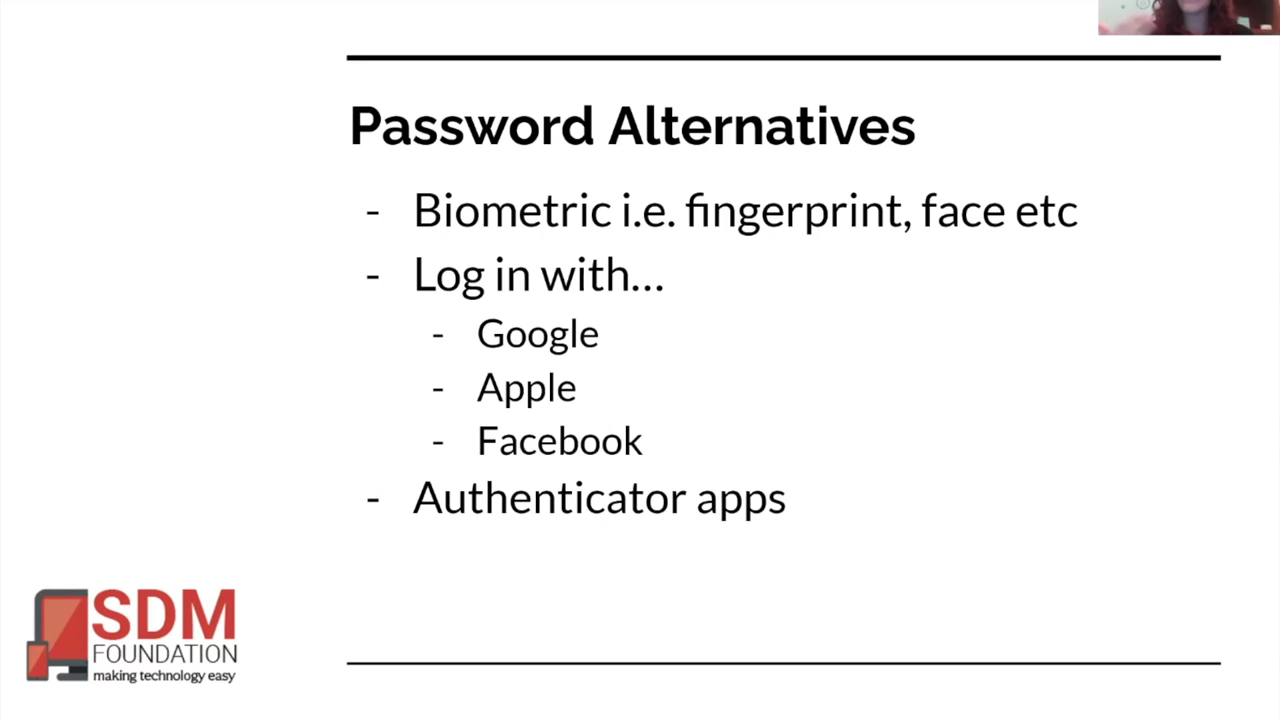 Password Alternatives
- Biometric i.e. fingerprint, face etc
- Log in with...
- Google
- Apple
- Facebook
- Authenticator apps
SDM
FOUNDATION
making technology easy